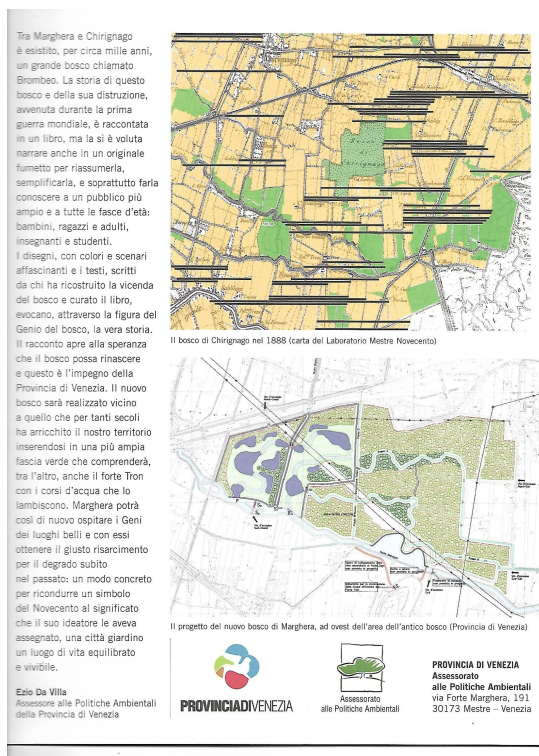 Tra Marghera e Chirignago
è esistito, per circa mille anni,
un grande bosco chiamato
Brombeo. La storia di questo
bosco e della sua distruzione,
avvenuta durante la prima
guerra mondiale, è raccontata
in un libro, ma la si è voluta
narrare anche in un originale
fumetto per riassumerla,
semplificarla, e soprattutto farla
conoscere a un pubblico più
ampio e a tutte le fasce d'età:
bambini, ragazzi e adulti,
insegnanti e studenti.
I disegni, con colori e scenari
affascinanti e i testi, scritti
da chi ha ricostruito la vicenda
del bosco e curato il libro,
evocano, attraverso la figura del
Genio del bosco, la vera storia.
Il racconto apre alla speranza
che il bosco possa rinascere
e questo è l'impegno della
Provincia di Venezia. Il nuovo
bosco sarà realizzato vicino
a quello che per tanti secoli
ha arricchito il nostro territorio
inserendosi in una più ampia
fascia verde che comprenderà,
tra l'altro, anche il forte Tron
con i corsi d'acqua che lo
lambiscono. Marghera potrà
così di nuovo ospitare i Geni
dei luoghi belli e con essi
ottenere il giusto risarcimento
per il degrado subito
nel passato: un modo concreto
per ricondurre un simbolo
del Novecento al significato
che il suo ideatore le aveva
assegnato, una città giardino
un luogo di vita equilibrato
e vivibile.
Ezio Da Villa
Assessore alle Politiche Ambientali
della Provincia di Venezia
Il bosco di Chirignago nel 1888 (carta del Laboratorio Mestre Novecento)
Il progetto del nuovo bosco di Marghera, ad ovest dell'area dell'antico bosco (Provincia di Venezia)
PROVINCIADIVENEZIA
Assessorato
alle Politiche Ambientali
PROVINCIA DI VENEZIA
Assessorato
alle Politiche Ambientali
via Forte Marghera, 191
30173 Mestre – Venezia